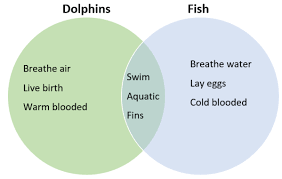 Dolphins
Fish
Breathe air
Live birth
Warm blooded
Swim
Aquatic
Fins
Breathe water
Lay eggs
Cold blooded